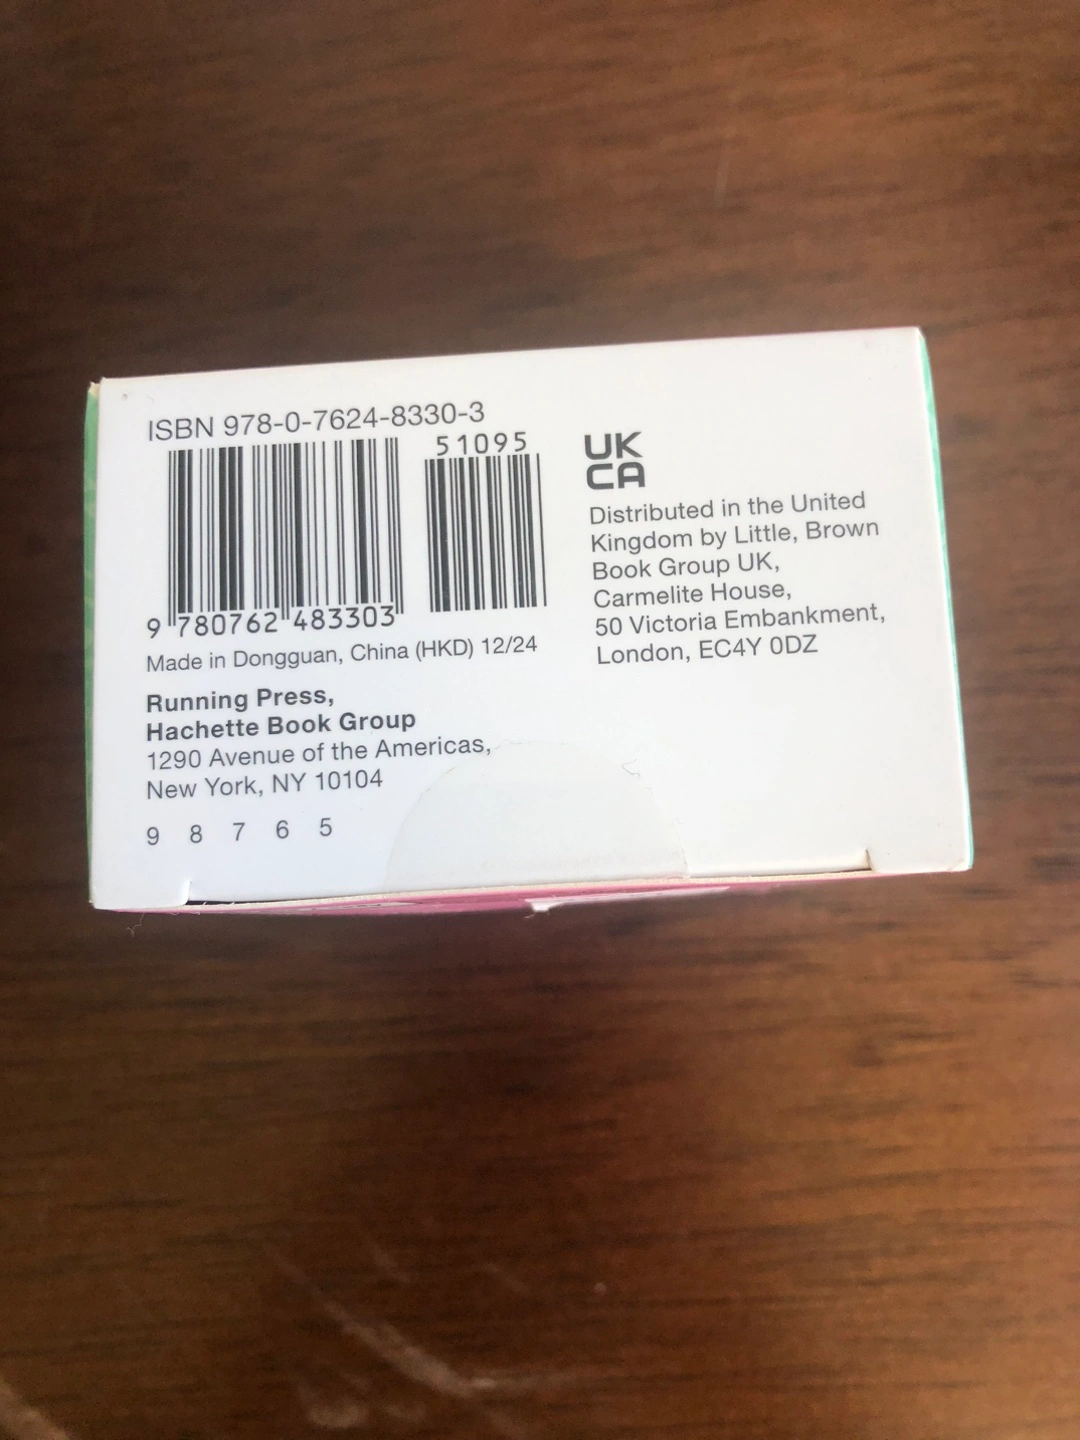 ISBN 978-0-7624-8330-3
51095
9 780762 483303
Made in Dongguan, China (HKD) 12/24
Running Press,
Hachette Book Group
1290 Avenue of the Americas,
New York, NY 10104
9 8 7 6 5
UK
CA
Distributed in the United
Kingdom by Little, Brown
Book Group UK,
Carmelite House,
50 Victoria Embankment,
London, EC4Y 0DZ